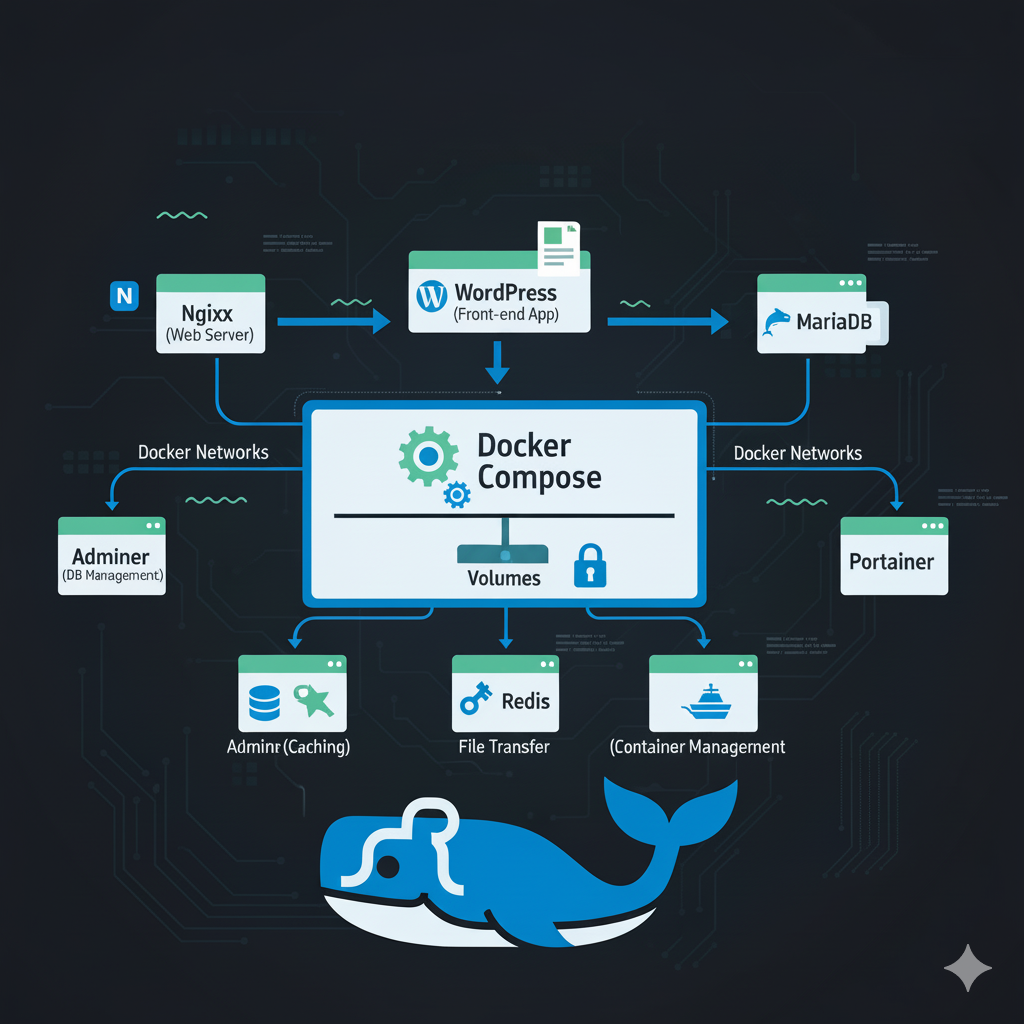 N
Ngixx
(Web Server)
W
WordPress
(Front-end App)
MariaDB
Docker
Compose
Docker Networks
Docker Networks
Adminer
(DB Management)
Volumes
Portainer
Redis
Adminr (Caching)
File Transfer
(Container Management